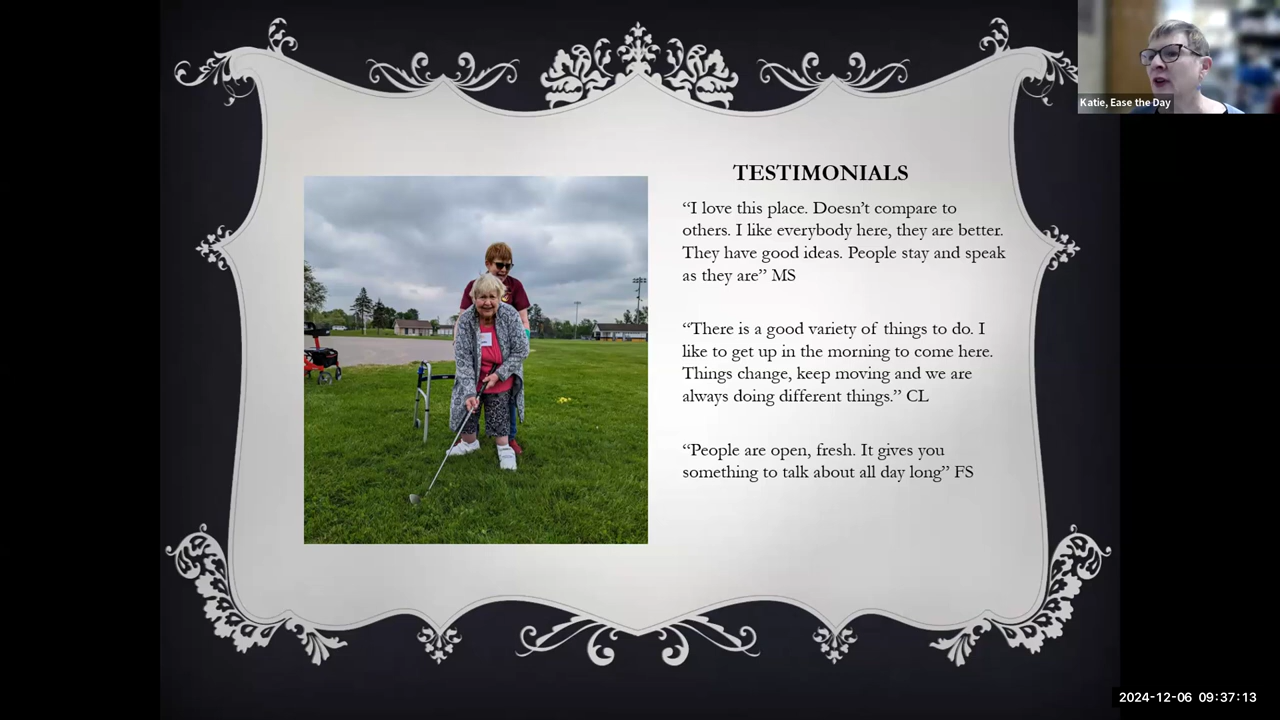 Katie, Ease the Day
TESTIMONIALS
“I love this place. Doesn’t compare to
others. I like everybody here, they are better.
They have good ideas. People stay and speak
as they are” MS
“There is a good variety of things to do. I
like to get up in the morning to come here.
Things change, keep moving and we are
always doing different things.” CL
“People are open, fresh. It gives you
something to talk about all day long” FS
2024-12-06 09:37:13